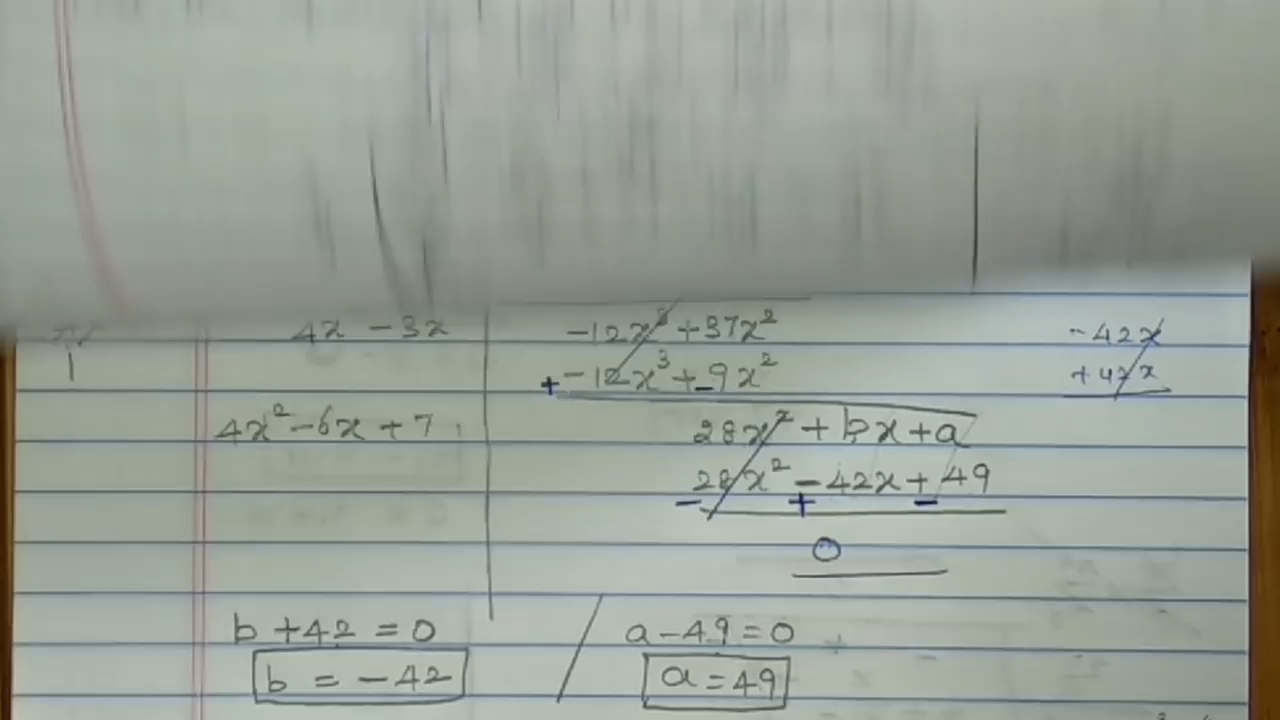 4x - 3x -12x³ + 37x² -42x
1 + -12x³ + - 9x² +42x
4x² - 6x + 7 28x² + bx + a
28x² - 42x + 49
- + -
0
b + 42 = 0 / a - 49 = 0
b = - 42 a = 49